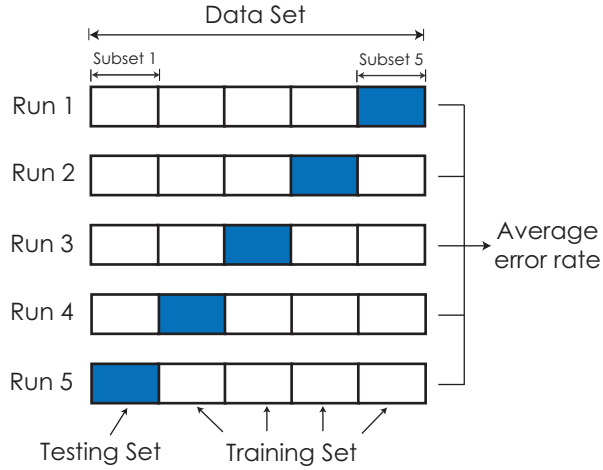 Data Set
Subset 1
Subset 5
Run 1
Run 2
Run 3
Average
error rate
Run 4
Run 5
Testing Set
Training Set